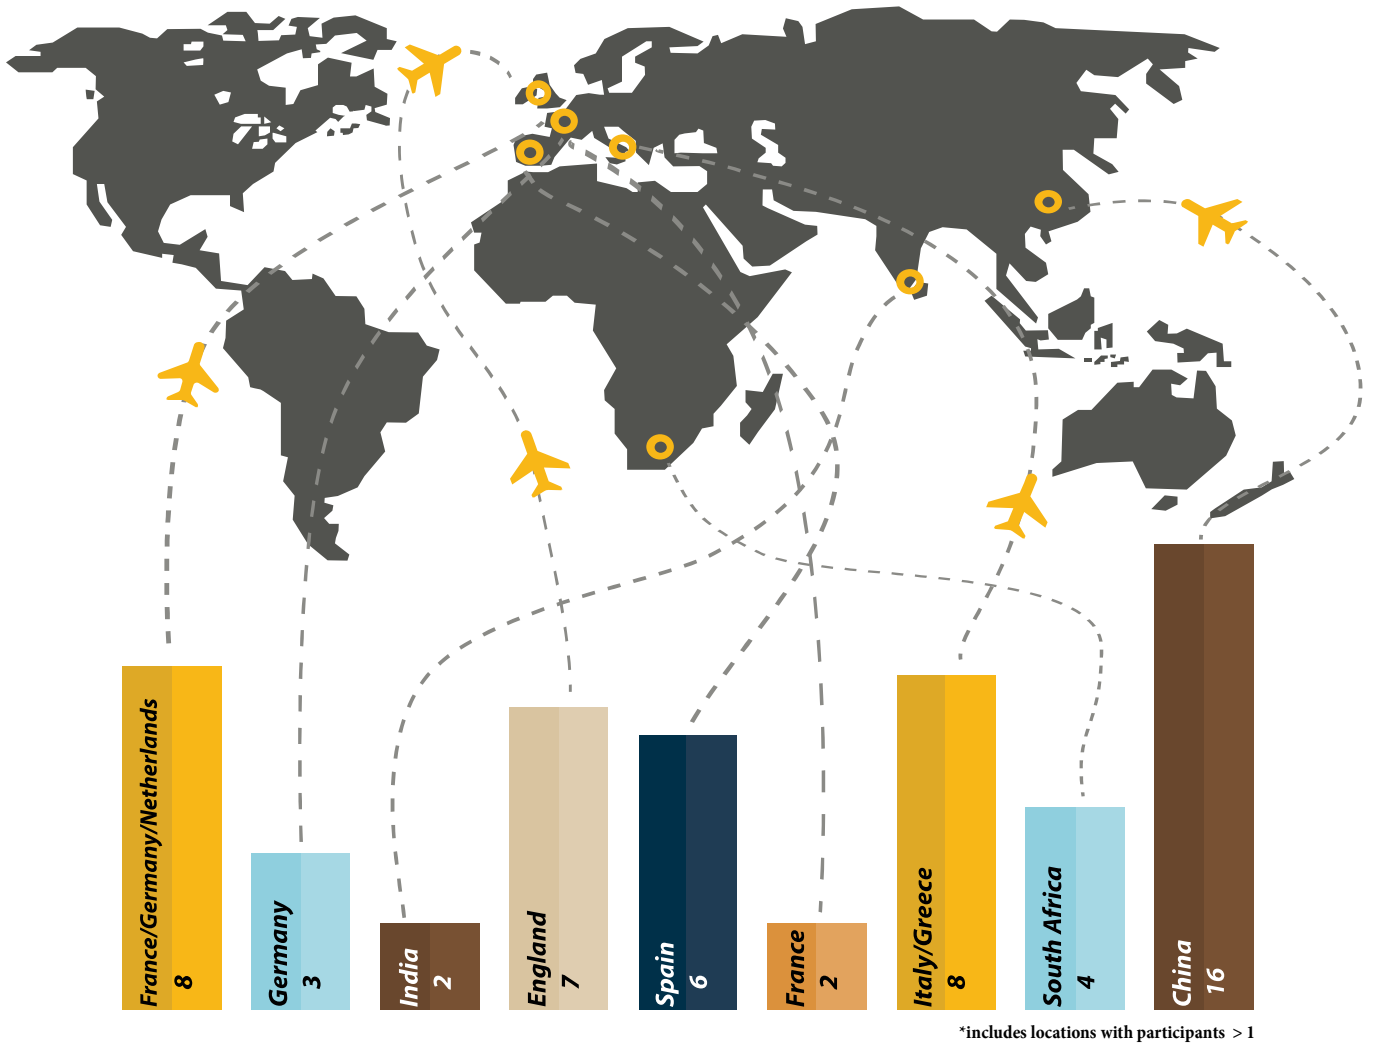 France/Germany/Netherlands
8
Germany
3
India
2
England
7
Spain
6
France
2
Italy/Greece
8
South Africa
4
China
16
*includes locations with participants > 1